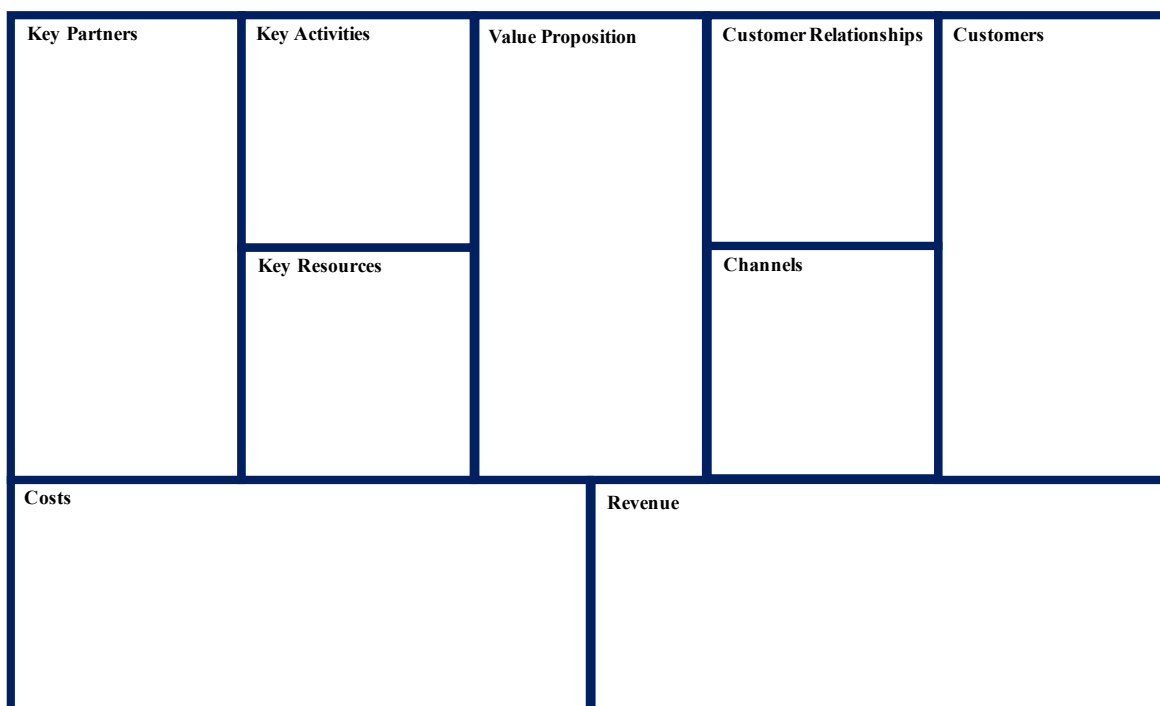 Key Partners
Key Activities
Value Proposition
Customer Relationships
Customers
Key Resources
Channels
Costs
Revenue